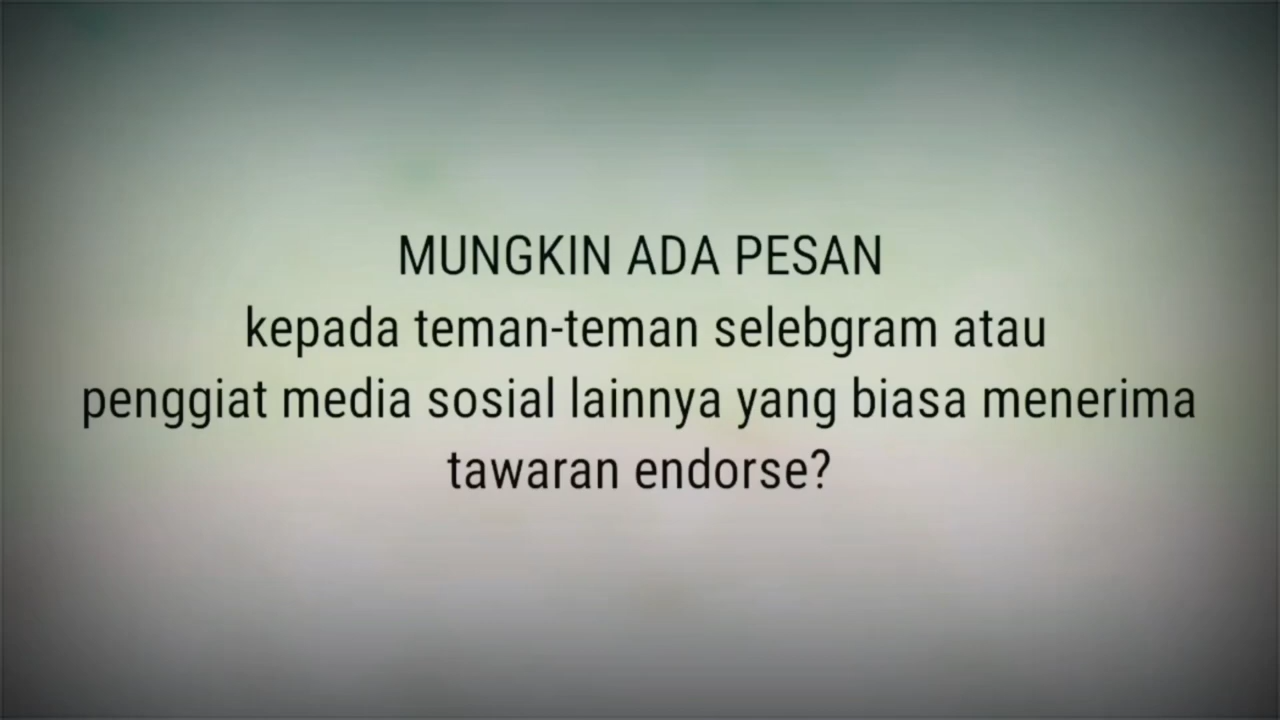 MUNGKIN ADA PESAN
kepada teman-teman selebgram atau
penggiat media sosial lainnya yang biasa menerima
tawaran endorse?